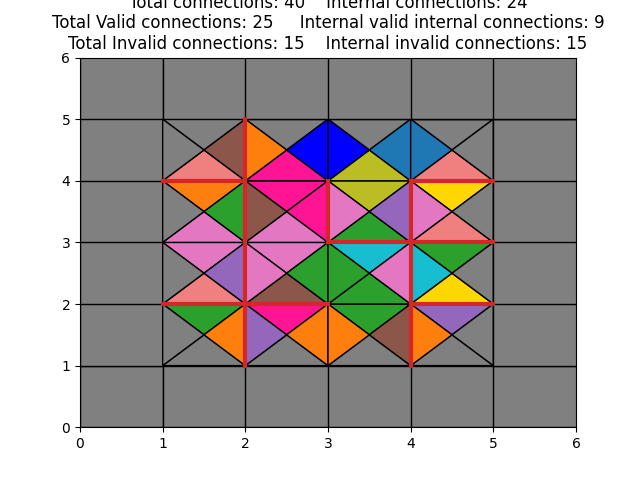 Total connections: 40    Internal connections: 24
Total Valid connections: 25     Internal valid internal connections: 9
Total Invalid connections: 15    Internal invalid connections: 15
6
5
4
3
2
1
0
0 1 2 3 4 5 6